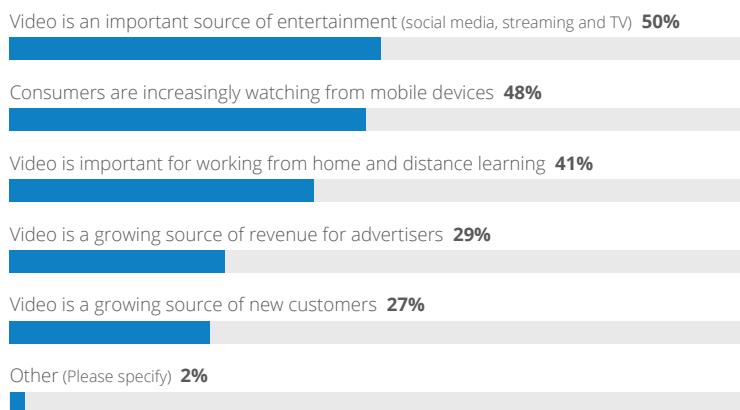 Video is an important source of entertainment (social media, streaming and TV) 50%
Consumers are increasingly watching from mobile devices 48%
Video is important for working from home and distance learning 41%
Video is a growing source of revenue for advertisers 29%
Video is a growing source of new customers 27%
Other (Please specify) 2%